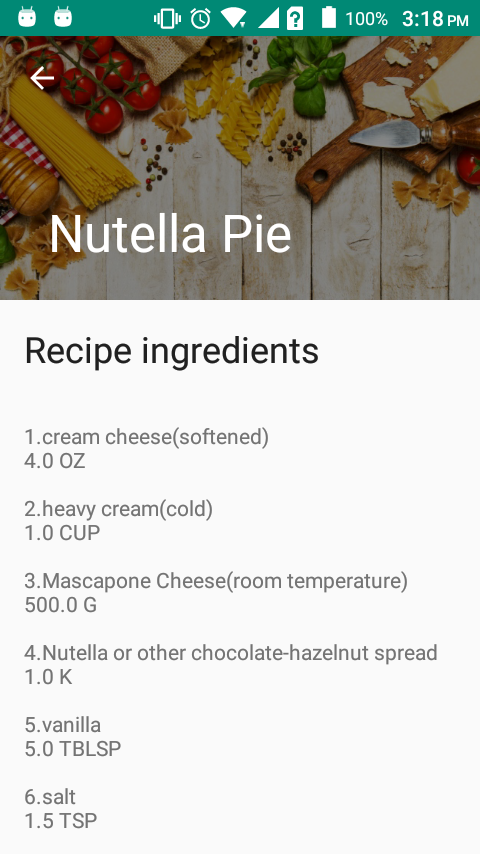 100% 3:18 PM
Nutella Pie
Recipe ingredients
1.cream cheese(softened)
4.0 OZ
2.heavy cream(cold)
1.0 CUP
3.Mascapone Cheese(room temperature)
500.0 G
4.Nutella or other chocolate-hazelnut spread
1.0 K
5.vanilla
5.0 TBLSP
6.salt
1.5 TSP